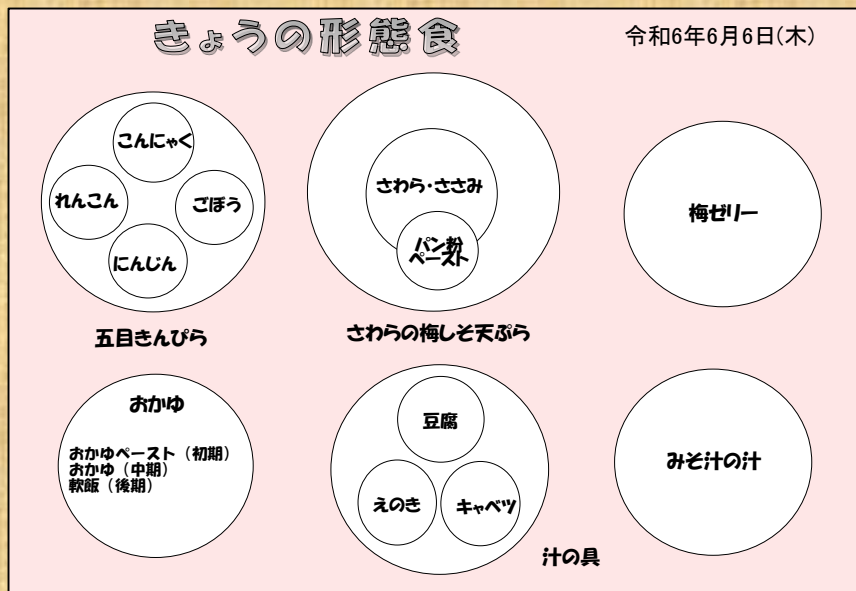 きょうの形態食
令和6年6月6日(木)
こんにゃく
れんこん
ごぼう
にんじん
五目きんぴら
さわら・ささみ
パン粉
ペースト
さわらの梅しそ天ぷら
梅ゼリー
おかゆ
おかゆペースト（初期）
おかゆ（中期）
軟飯（後期）
豆腐
えのき
キャベツ
汁の具
みそ汁の汁